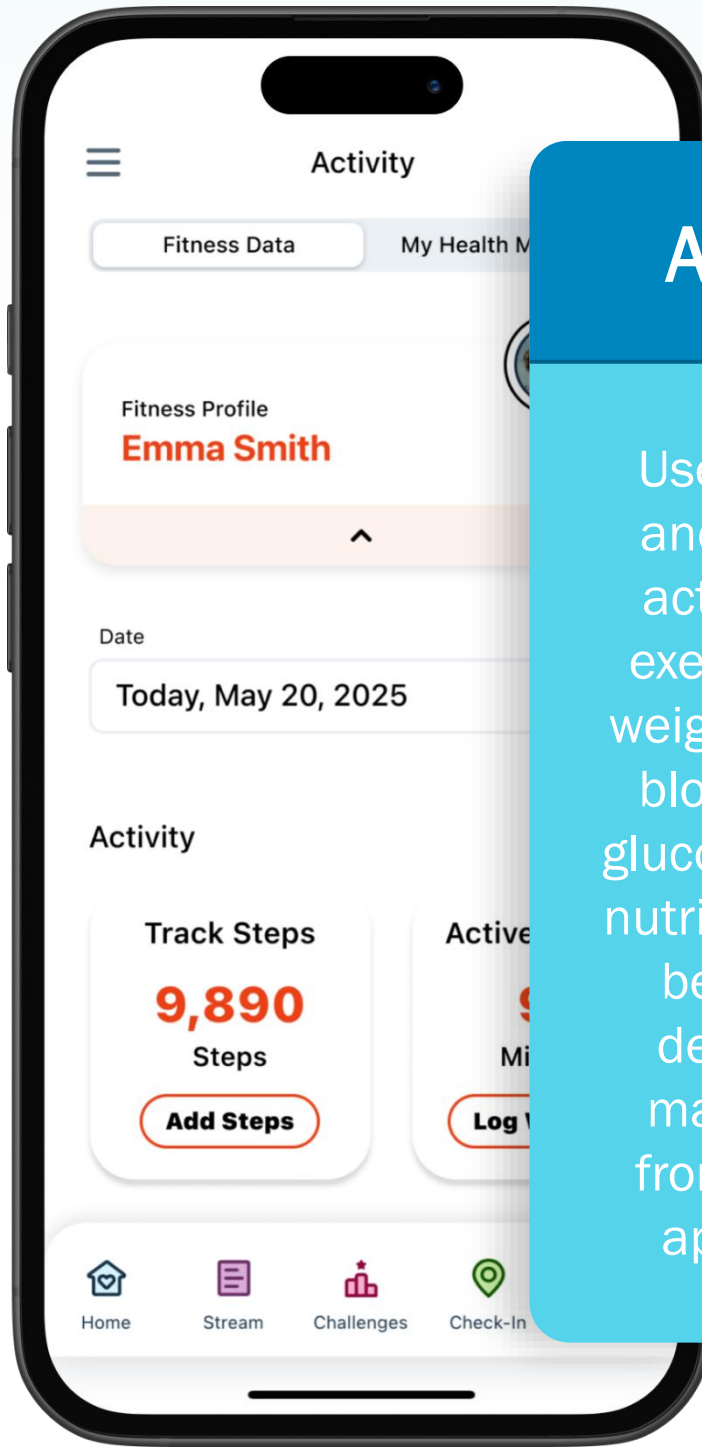 Activity
Fitness Data
My Health M
Fitness Profile
Emma Smith
Date
Today, May 20, 2025
Activity
Track Steps
9,890
Steps
Add Steps
Active
Mi
Log
Home
Stream
Challenges
Check-In
A
Use
and
act
exe
weig
blo
gluco
nutri
be
de
ma
from
ap